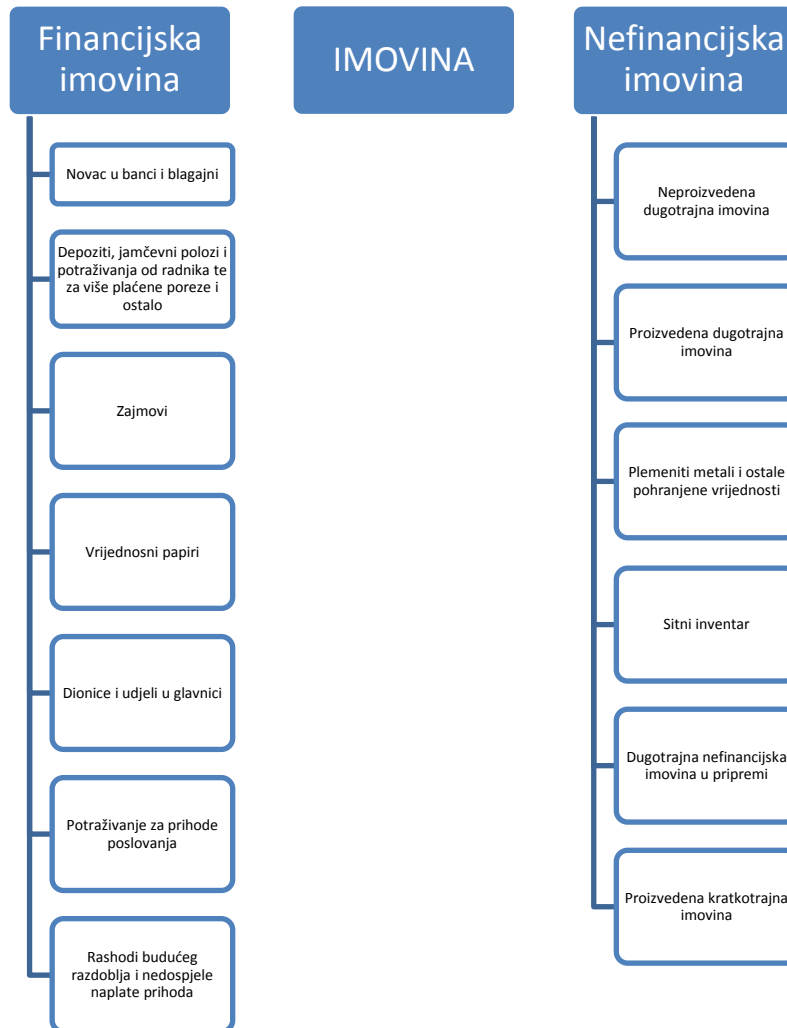 Financijska
imovina
Novac u banci i blagajni
Depoziti, jamčevni polozi i
potraživanja od radnika te
za više plaćene poreze i
ostalo
Zajmovi
Vrijednosni papiri
Dionice i udjeli u glavnici
Potraživanje za prihode
poslovanja
Rashodi budućeg
razdoblja i nedospjele
naplate prihoda
IMOVINA
Nefinancijska
imovina
Neproizvedena
dugotrajna imovina
Proizvedena dugotrajna
imovina
Plemeniti metali i ostale
pohranjene vrijednosti
Sitni inventar
Dugotrajna nefinancijska
imovina u pripremi
Proizvedena kratkotrajna
imovina